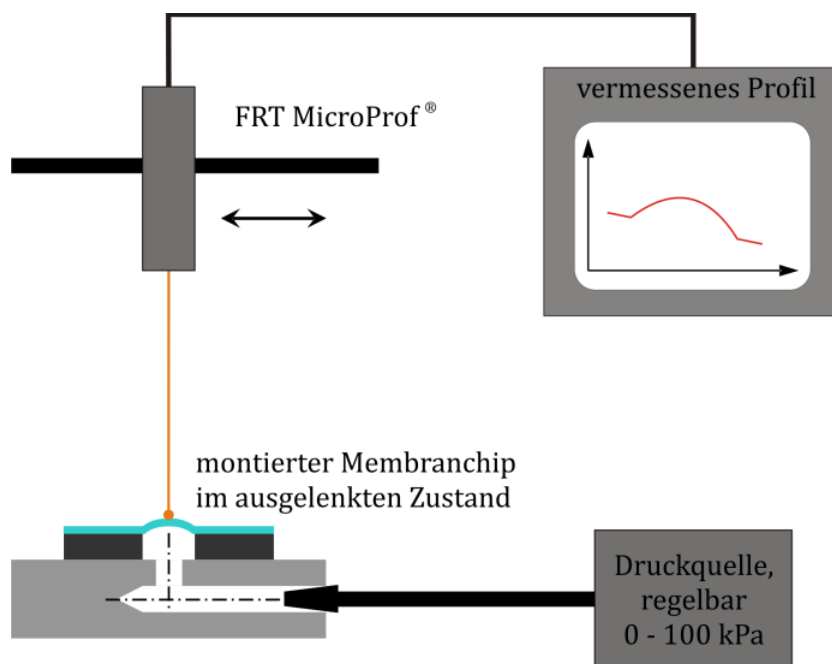 vermessenes Profil
FRT MicroProf ®
montierter Membranchip
im ausgelenkten Zustand
Druckquelle,
regelbar
0 - 100 kPa